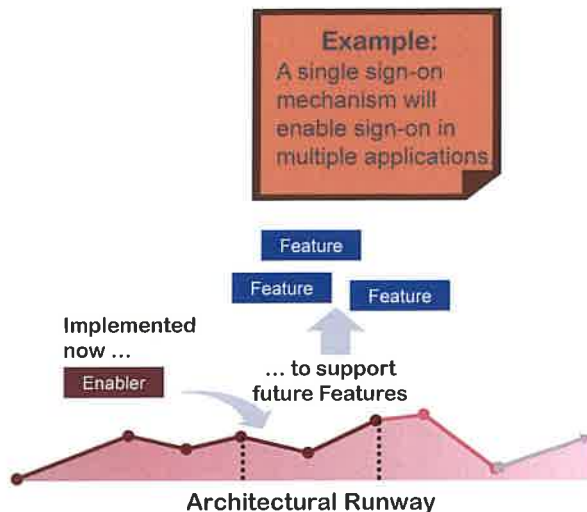 Example:
A single sign-on
mechanism will
enable sign-on in
multiple applications.
Feature
Feature
Feature
Implemented
now ...
Enabler
... to support
future Features
Architectural Runway